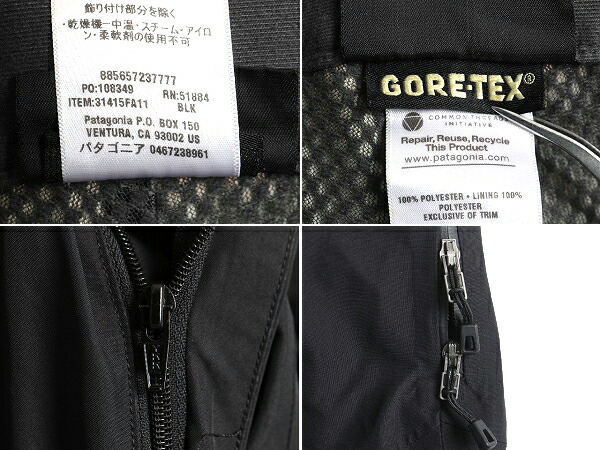 飾り付け部分を除く
・乾燥機一中温・スチーム・アイロ
ン・柔軟剤の使用不可
885657237777
PO:108349 RN:51884
ITEM:31415FA11 BLK
Patagonia P.O. BOX 150
VENTURA, CA 93002 US
パタゴニア 0467238961
GORE-TEX®
COMMON THREADS
INITIATIVE
Repair, Reuse, Recycle
This Product
www.patagonia.com
100% POLYESTER • LINING 100%
POLYESTER
EXCLUSIVE OF TRIM